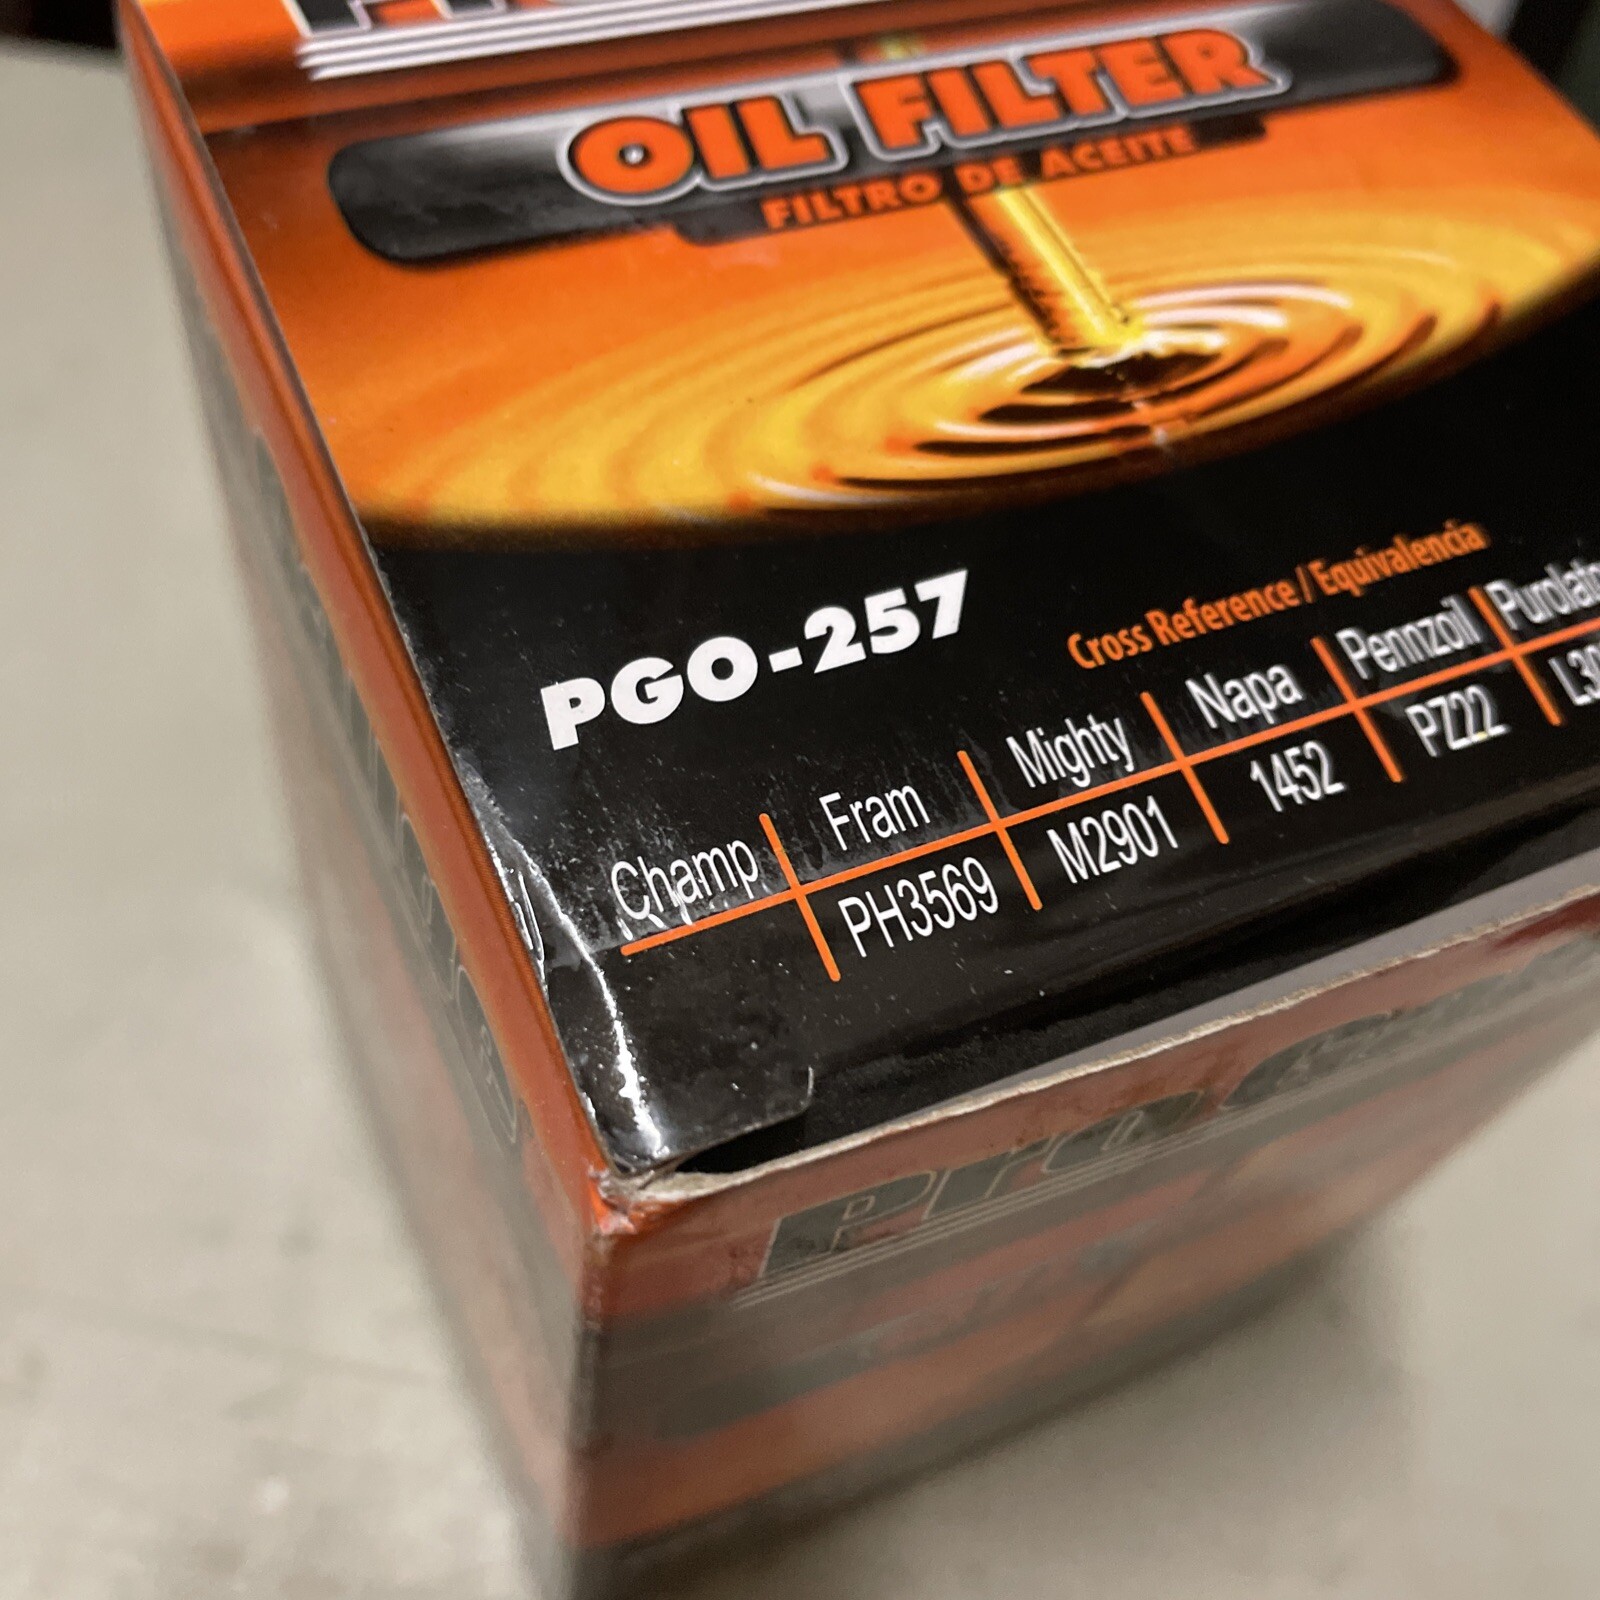 OIL FILTER
FILTRO DE ACEITE
PGO-257
Cross Reference / Equivalencia
Champ Fram Mighty Napa Pennzoil
PH3569 M2901 1452 PZ22